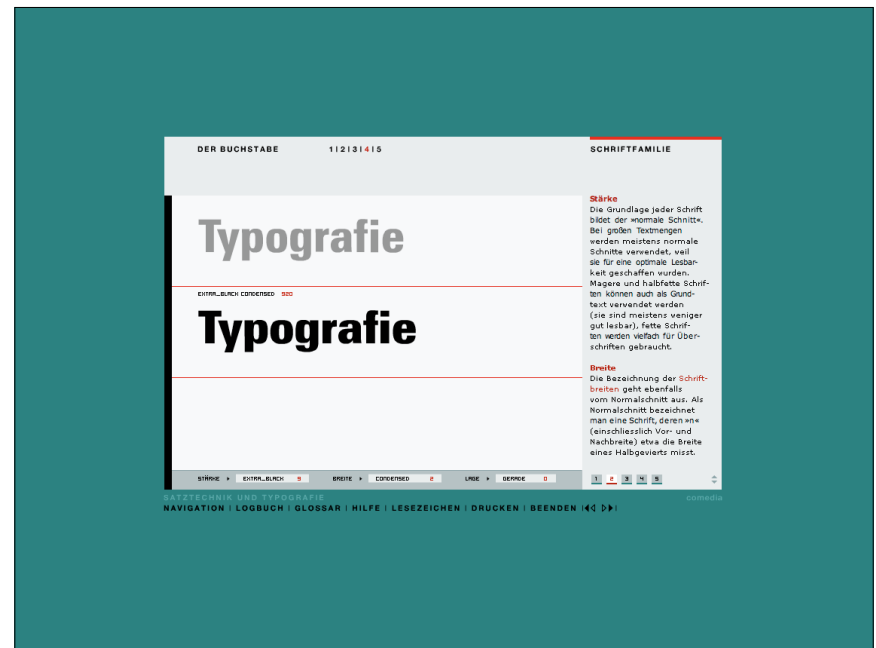 DER BUCHSTABE 1 | 2 | 3 | 4 | 5 SCHRIFTFAMILIE
Typografie
EXTRA_BLACK CONDENSED 920
Typografie
Stärke
Die Grundlage jeder Schrift
bildet der »normale Schnitt«.
Bei großen Textmengen
werden meistens normale
Schnitte verwendet, weil
sie für eine optimale Lesbar-
keit geschaffen wurden.
Magere und halbfette Schrif-
ten können auch als Grund-
text verwendet werden
(sie sind meistens weniger
gut lesbar), fette Schrif-
ten werden vielfach für Über-
schriften gebraucht.
Breite
Die Bezeichnung der Schrift-
breiten geht ebenfalls
vom Normalschnitt aus. Als
Normalschnitt bezeichnet
man eine Schrift, deren »n«
(einschliesslich Vor- und
Nachbreite) etwa die Breite
eines Halbgevierts misst.
STÄRKE EXTRA_BLACK 9 BREITE CONDENSED 2 LAGE GERADE 0 1 2 3 4 5
SATZTECHNIK UND TYPOGRAFIE comedia
NAVIGATION | LOGBUCH | GLOSSAR | HILFE | LESEZEICHEN | DRUCKEN | BEENDEN